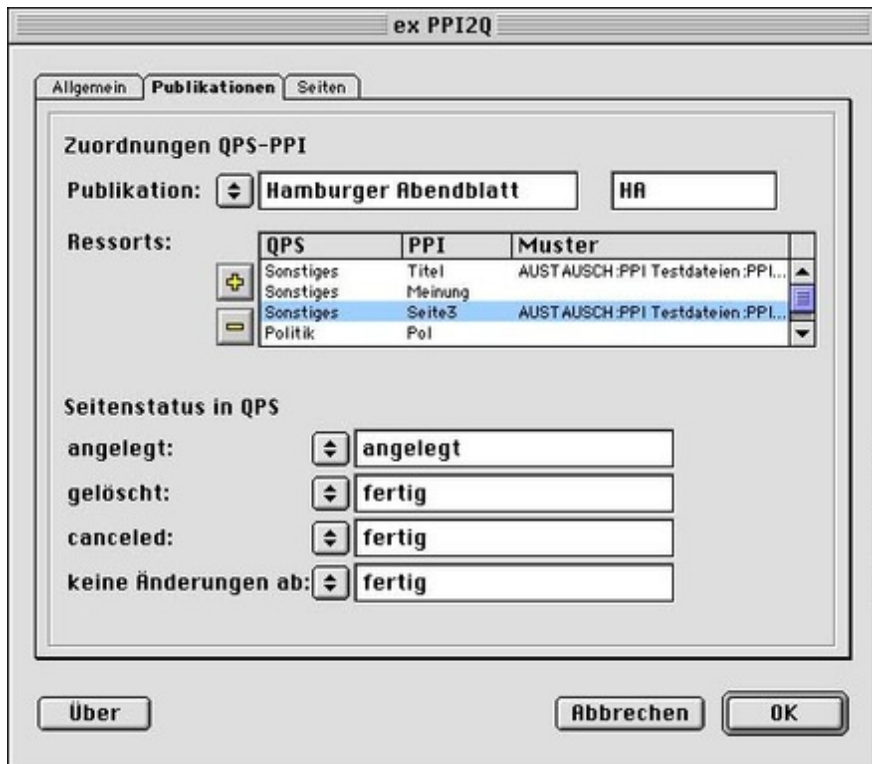 ex PPI2Q
Allgemein Publikationen Seiten
Zuordnungen QPS-PPI
Publikation: Hamburger Abendblatt HA
Ressorts: QPS PPI Muster
Sonstiges Titel AUSTAUSCH:PPI Testdateien:PPI...
Sonstiges Meinung
Sonstiges Seite3 AUSTAUSCH:PPI Testdateien:PPI...
Politik Pol
Seitenstatus in QPS
angelegt: angelegt
gelöscht: fertig
canceled: fertig
keine Änderungen ab: fertig
Über Abbrechen OK